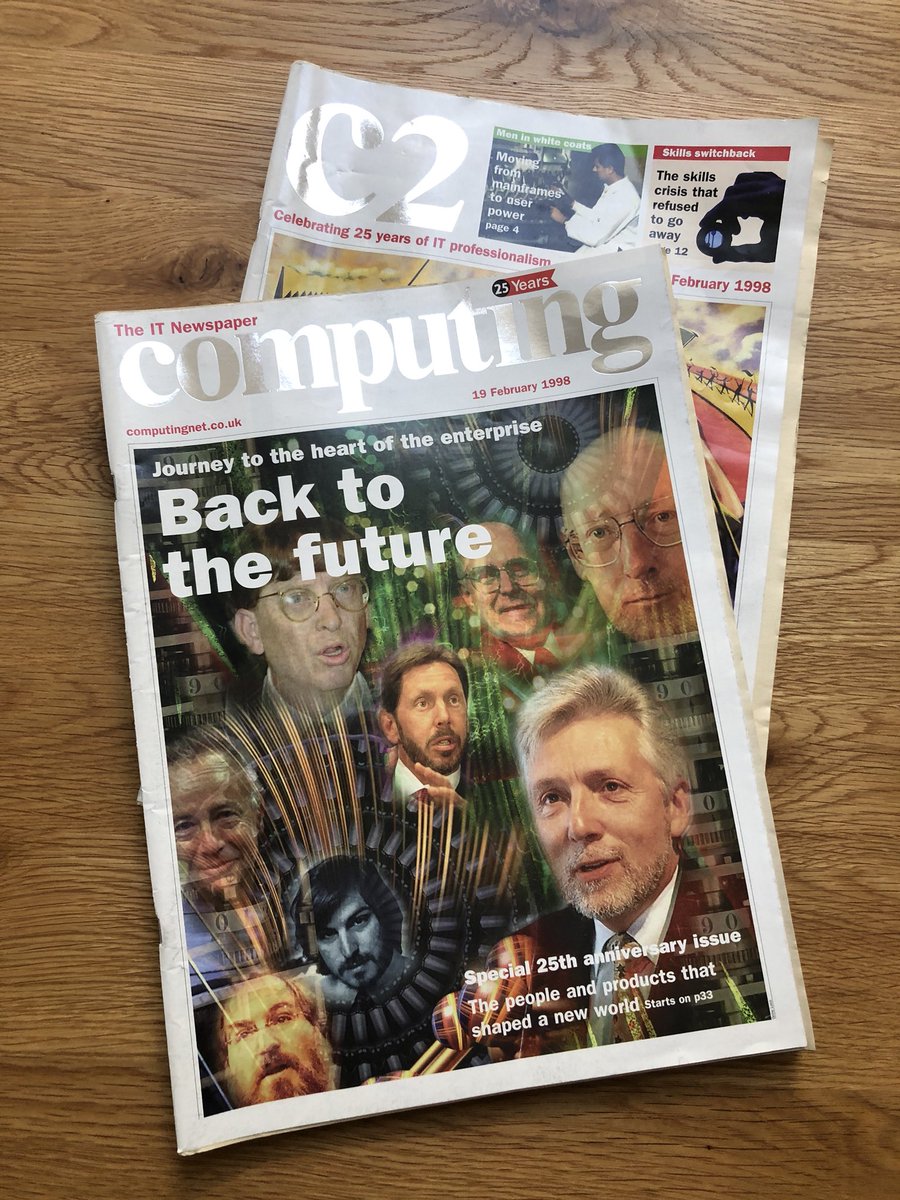 C2
Men in white coats
Moving
from
mainframes
to user
power
page 4
Skills switchback
The skills
crisis that
refused
to go
away
12
Celebrating 25 years of IT professionalism
February 1998
25 Years
The IT Newspaper
computing
19 February 1998
computingnet.co.uk
Journey to the heart of the enterprise
Back to
the future
Special 25th anniversary issue
The people and products that
shaped a new world Starts on p33